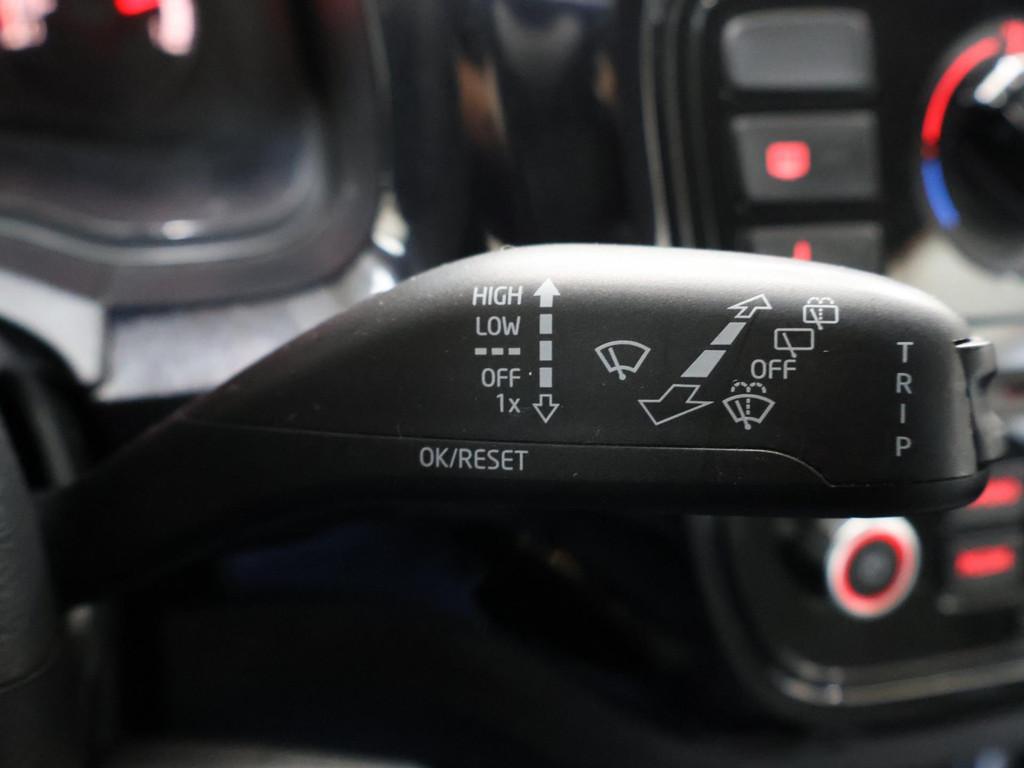 HIGH
LOW
---
OFF
1x
OFF
TRIP
OK/RESET